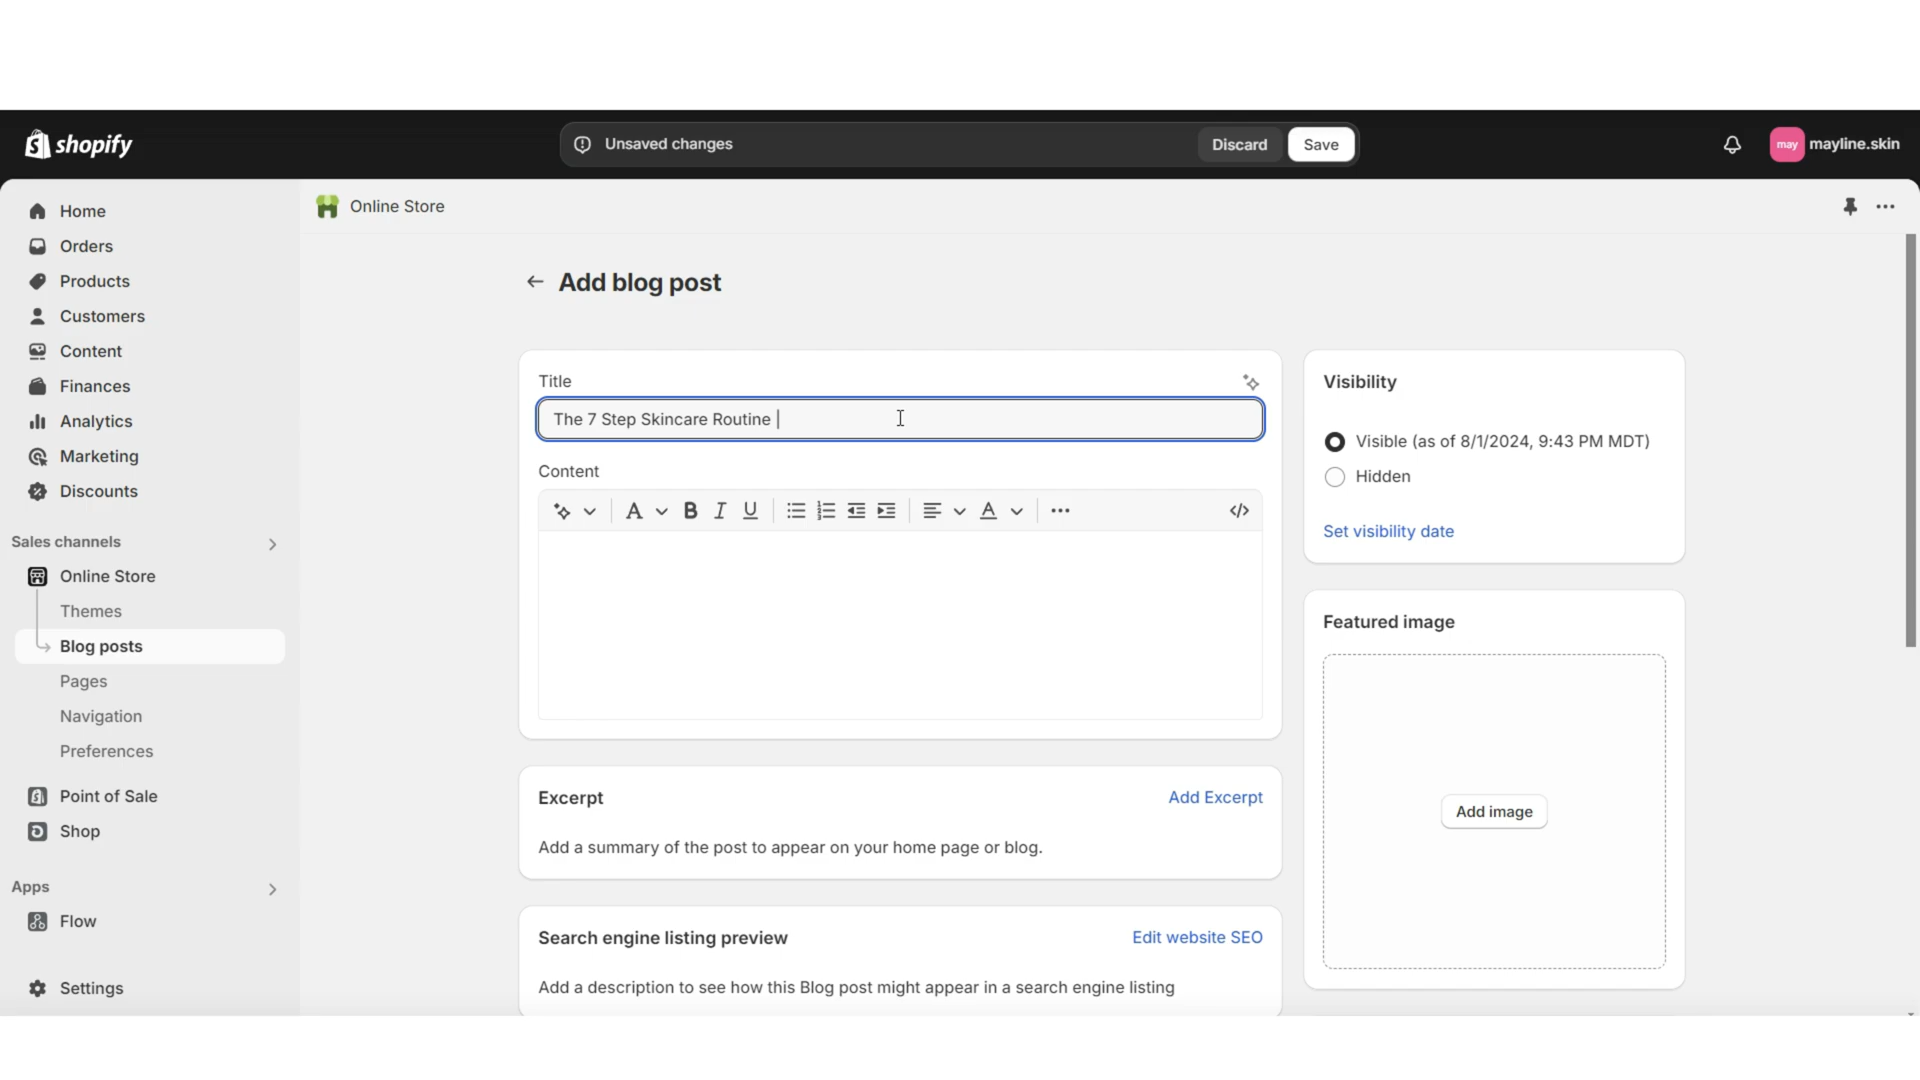 shopify
Unsaved changes
Discard
Save
may
mayline.skin
Home
Orders
Products
Customers
Content
Finances
Analytics
Marketing
Discounts
Sales channels
Online Store
Themes
Blog posts
Pages
Navigation
Preferences
Point of Sale
Shop
Apps
Flow
Settings
Online Store
Add blog post
Title
The 7 Step Skincare Routine
Content
Excerpt
Add Excerpt
Add a summary of the post to appear on your home page or blog.
Search engine listing preview
Edit website SEO
Add a description to see how this Blog post might appear in a search engine listing
Visibility
Visible (as of 8/1/2024, 9:43 PM MDT)
Hidden
Set visibility date
Featured image
Add image